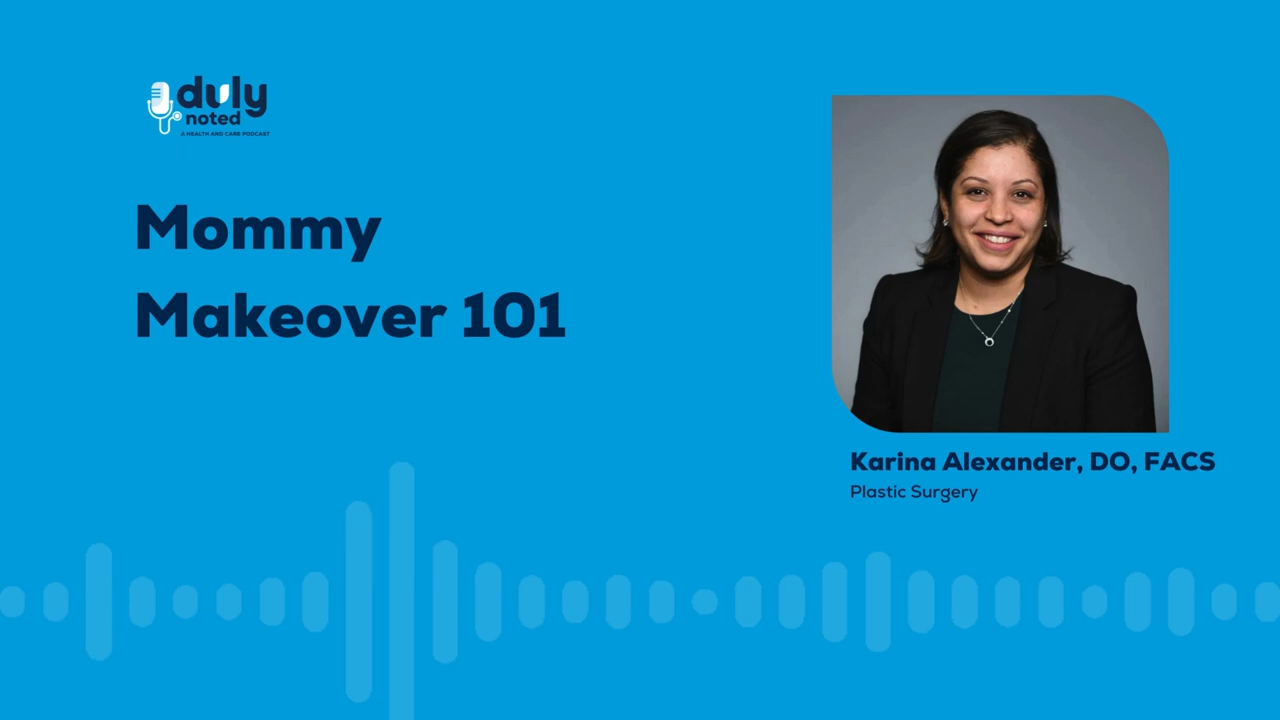 duly
noted
A HEALTH AND CARE PODCAST
Mommy
Makeover 101
Karina Alexander, DO, FACS
Plastic Surgery